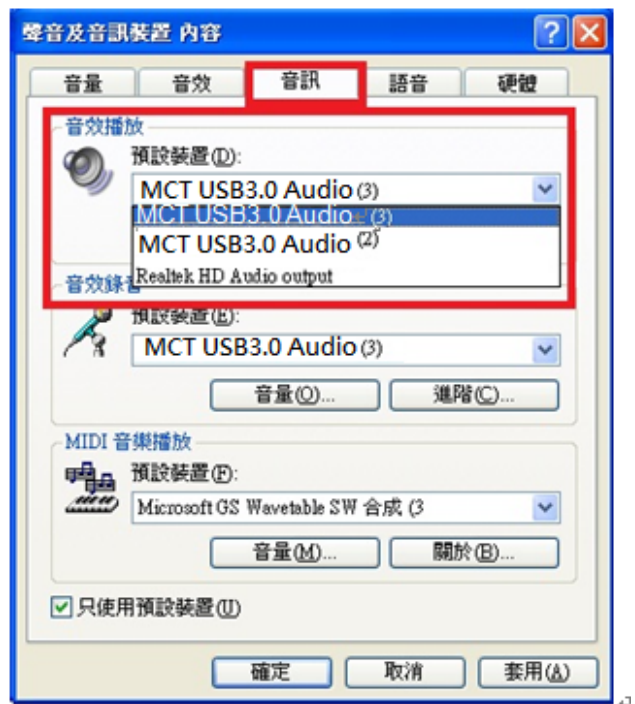 聲音及音訊裝置 內容
音量 音效 音訊 語音 硬體
音效播放
預設裝置(D):
MCT USB3.0 Audio (3)
MCT USB3.0 Audio (3)
MCT USB3.0 Audio (2)
Realtek HD Audio output
音效錄音
預設裝置(E):
MCT USB3.0 Audio (3)
音量(O)... 進階(C)...
MIDI 音樂播放
預設裝置(F):
Microsoft GS Wavetable SW 合成 (3
音量(M)... 關於(B)...
只使用預設裝置(U)
確定 取消 套用(A)